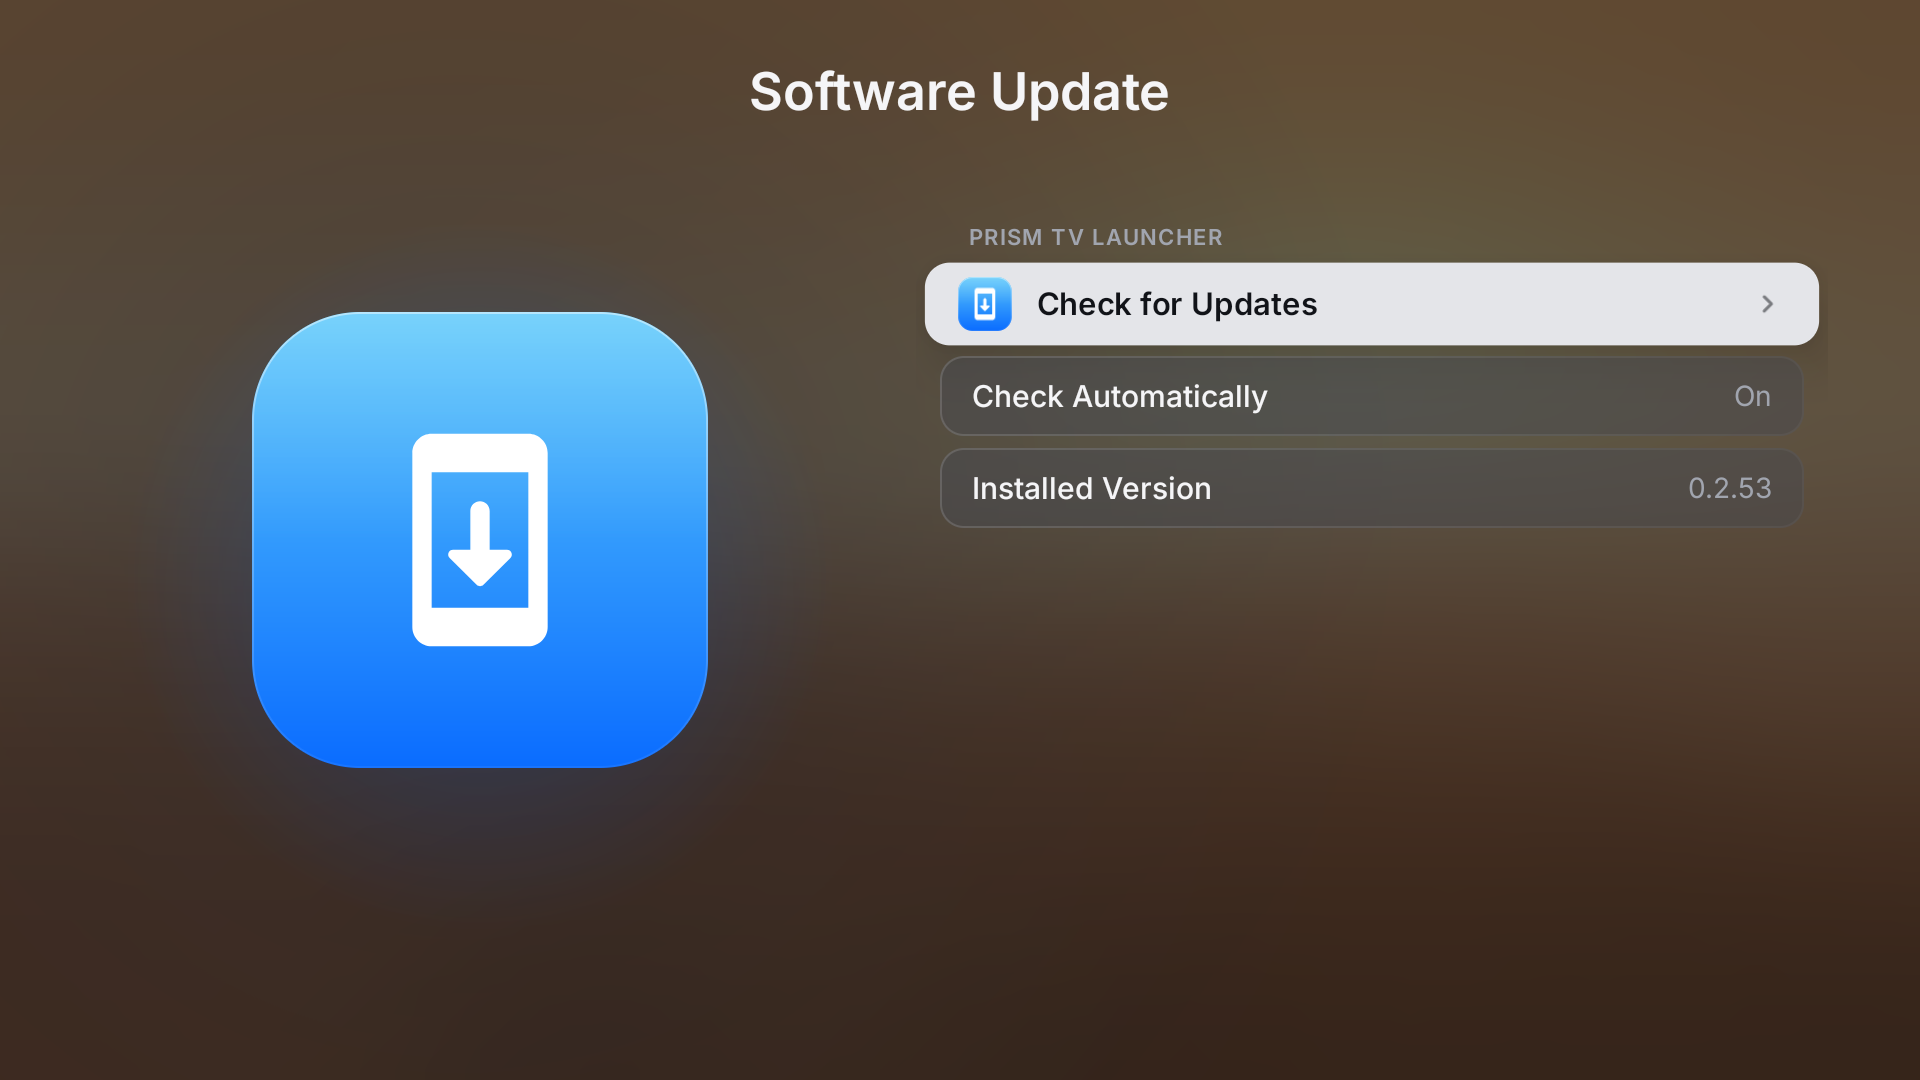 Software Update
PRISM TV LAUNCHER
Check for Updates
Check Automatically On
Installed Version 0.2.53